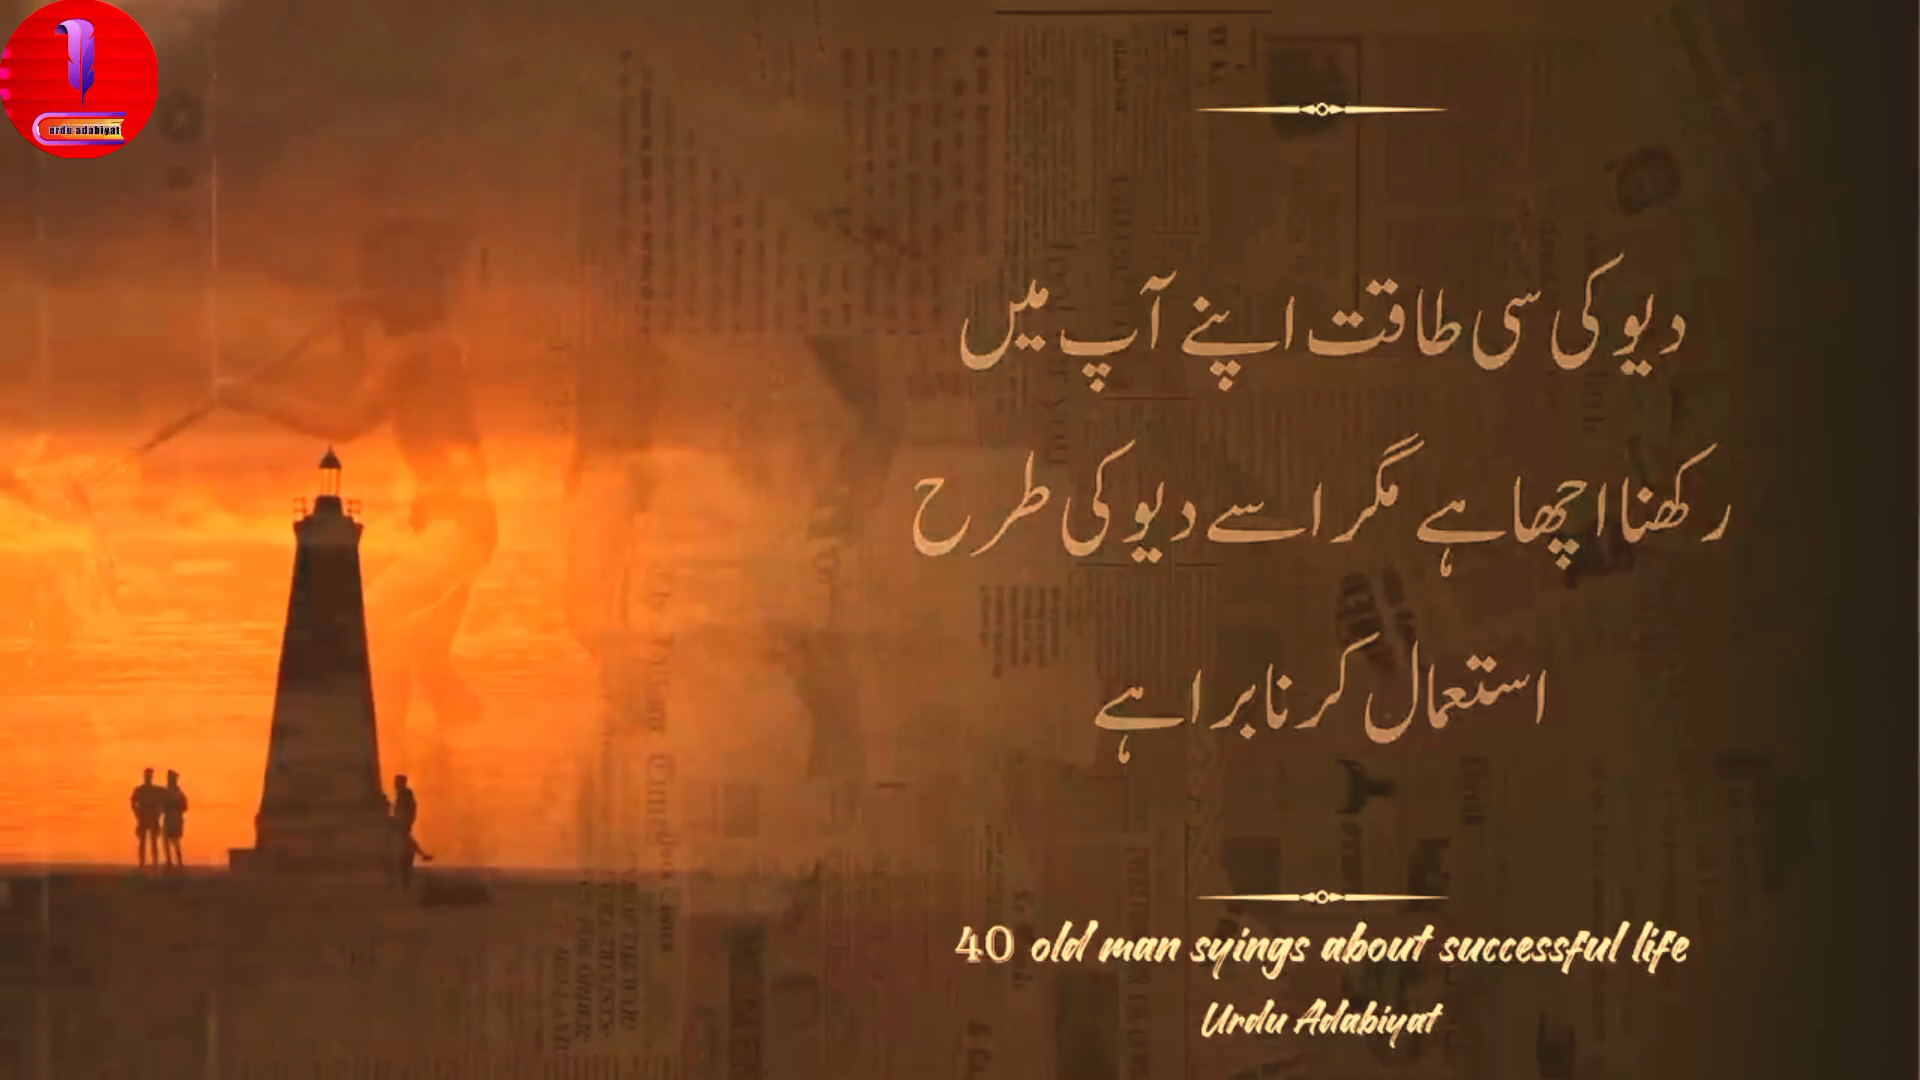 urdu adabiyat
دیو کی سی طاقت اپنے آپ میں
رکھنا اچھا ہے مگر اسے دیو کی طرح
استعمال کرنا برا ہے
40 old man syings about successful life
Urdu Adabiyat